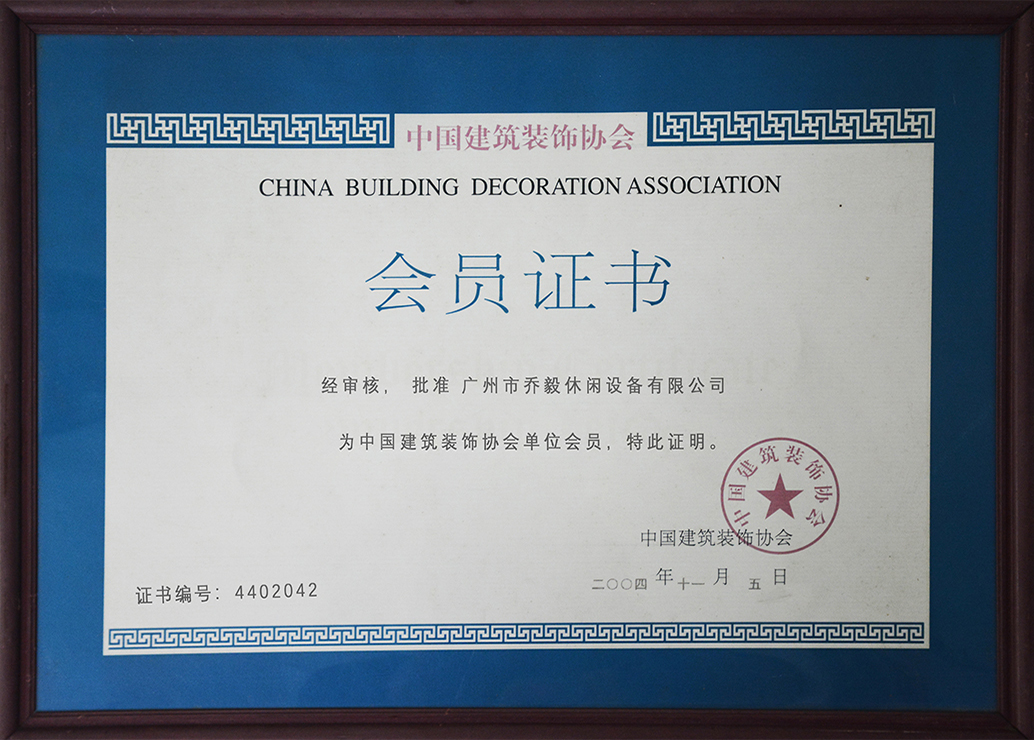 中国建筑装饰协会
CHINA BUILDING DECORATION ASSOCIATION
会员证书
经审核， 批准 广州市乔毅休闲设备有限公司
为中国建筑装饰协会单位会员，特此证明。
中国建筑装饰协会
中国建筑装饰协会
二〇〇四 年 十一 月 五 日
证书编号：4402042